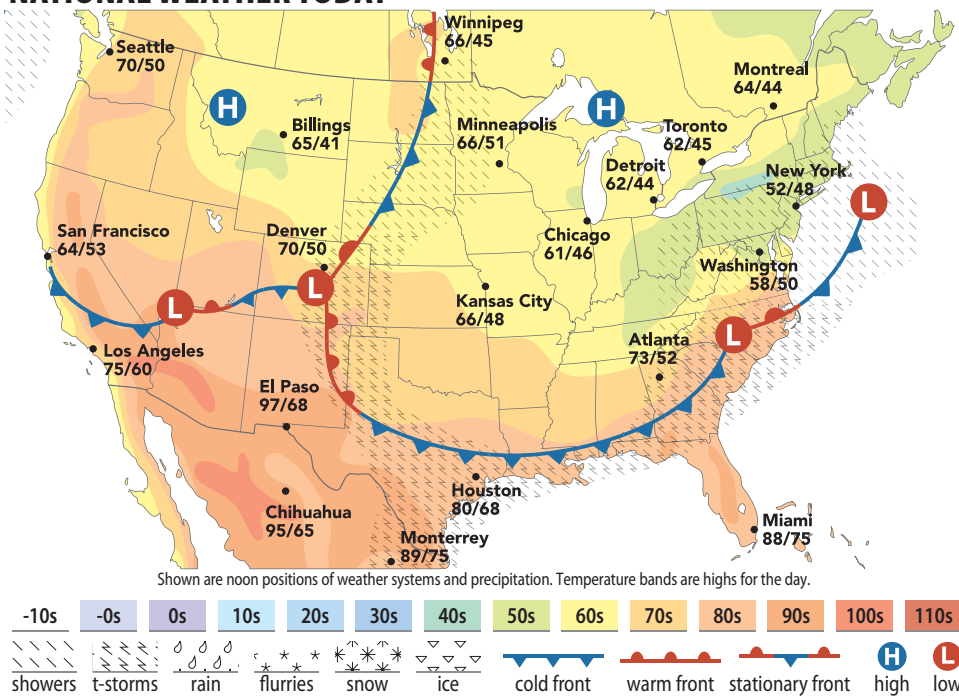 NATIONAL WEATHER TODAY
Winnipeg
66/45
Seattle
70/50
Montreal
64/44
H
H
Billings
65/41
Minneapolis
66/51
Toronto
62/45
Detroit
62/44
New York
52/48
L
San Francisco
64/53
Denver
70/50
Chicago
61/46
Washington
58/50
L
L
Kansas City
66/48
L
Atlanta
73/52
Los Angeles
75/60
El Paso
97/68
Houston
80/68
Chihuahua
95/65
Miami
88/75
Monterrey
89/75
Shown are noon positions of weather systems and precipitation. Temperature bands are highs for the day.
-10s -0s 0s 10s 20s 30s 40s 50s 60s 70s 80s 90s 100s 110s
H L
showers t-storms rain flurries snow ice cold front warm front stationary front high low